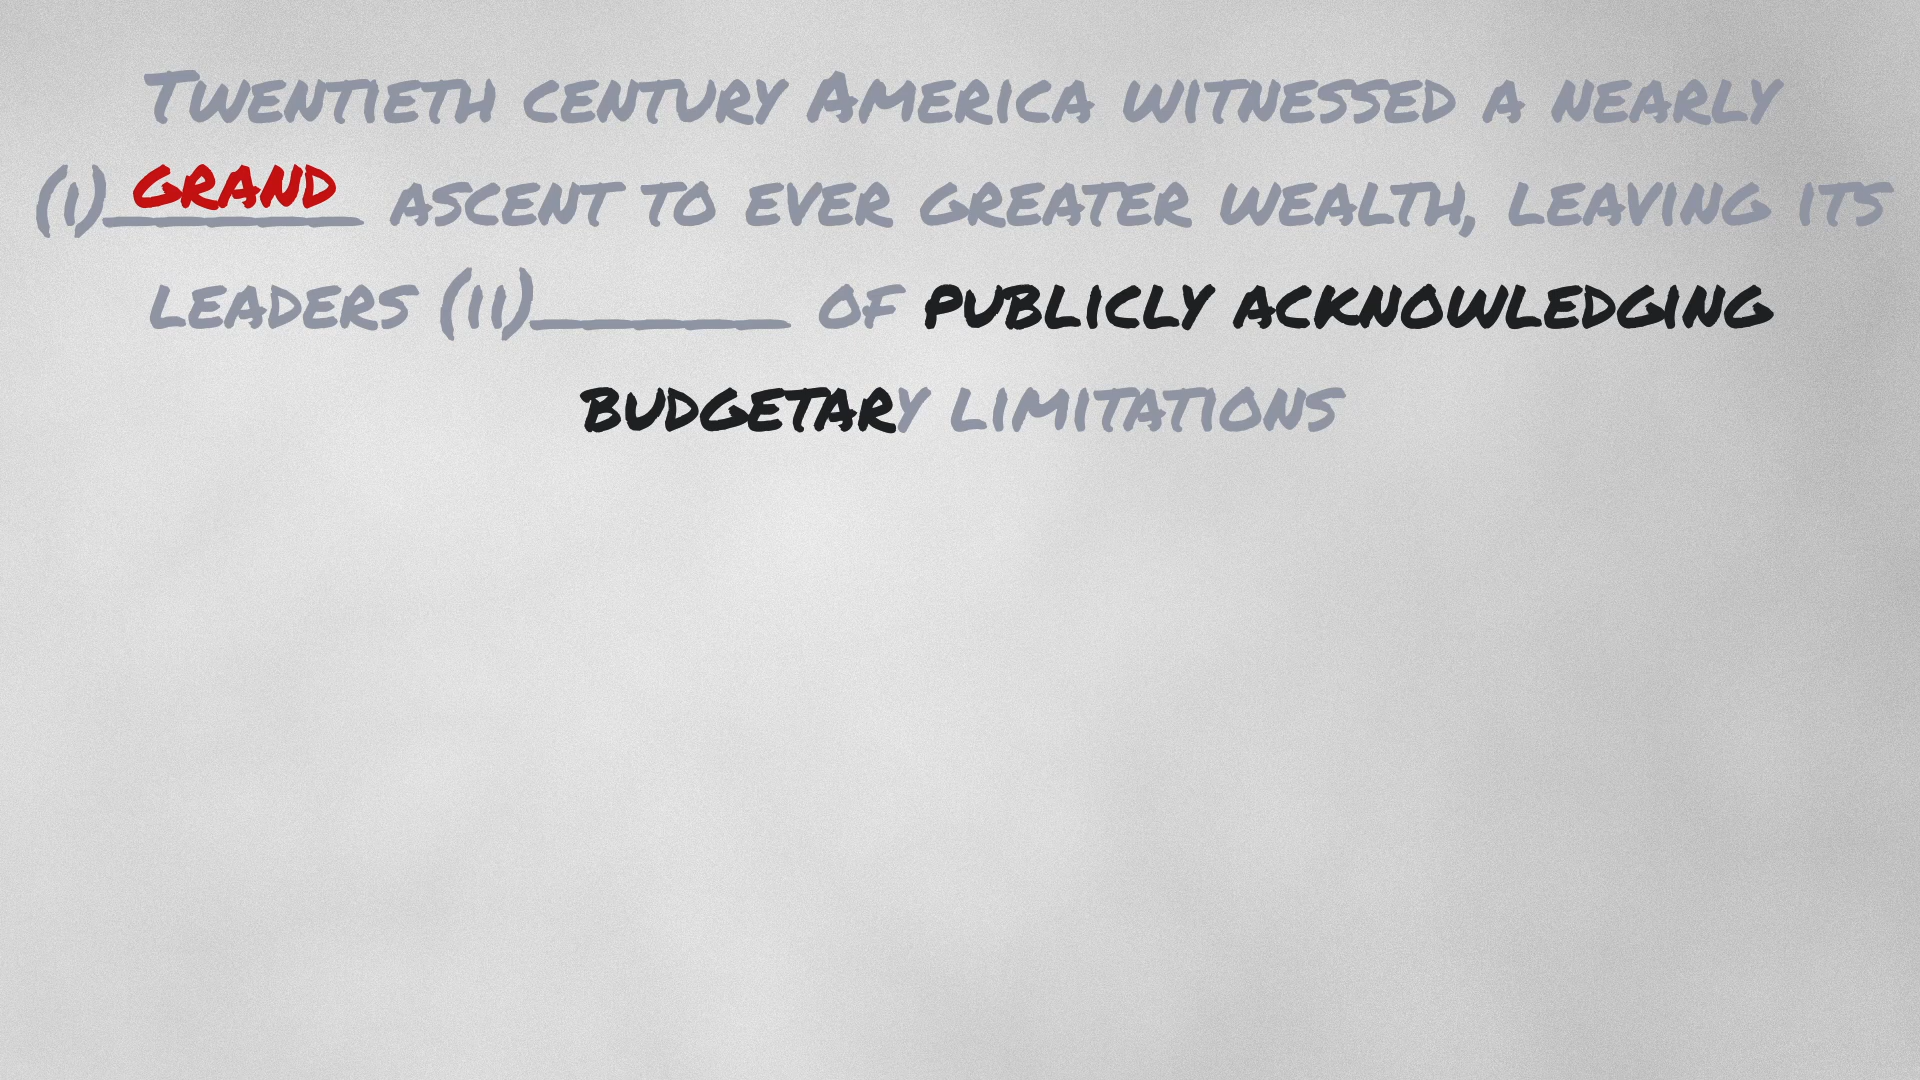 Twentieth century America witnessed a nearly
(i)grand ascent to ever greater wealth, leaving its
leaders (ii)______ of publicly acknowledging
budgetary limitations